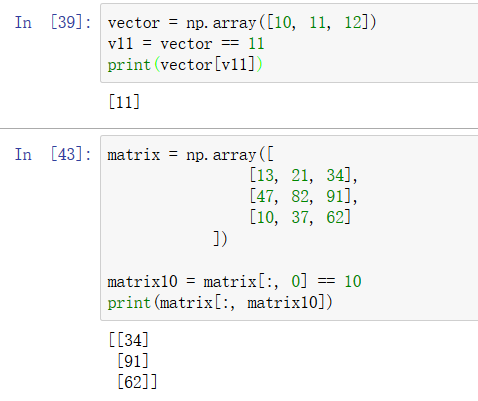 In [39]: vector = np.array([10, 11, 12])
v11 = vector == 11
print(vector[v11])
[11]
In [43]: matrix = np.array([
[13, 21, 34],
[47, 82, 91],
[10, 37, 62]
])
matrix10 = matrix[:, 0] == 10
print(matrix[:, matrix10])
[[34]
[91]
[62]]